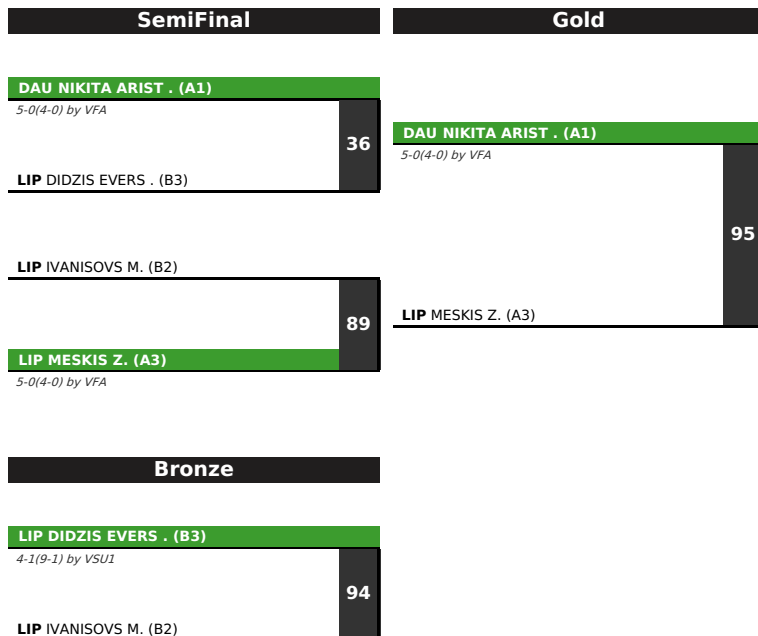 SemiFinal
DAU NIKITA ARIST . (A1)
5-0(4-0) by VFA
36
LIP DIDZIS EVERS . (B3)
LIP IVANISOVS M. (B2)
89
LIP MESKIS Z. (A3)
5-0(4-0) by VFA
Gold
DAU NIKITA ARIST . (A1)
5-0(4-0) by VFA
95
LIP MESKIS Z. (A3)
Bronze
LIP DIDZIS EVERS . (B3)
4-1(9-1) by VSU1
94
LIP IVANISOVS M. (B2)